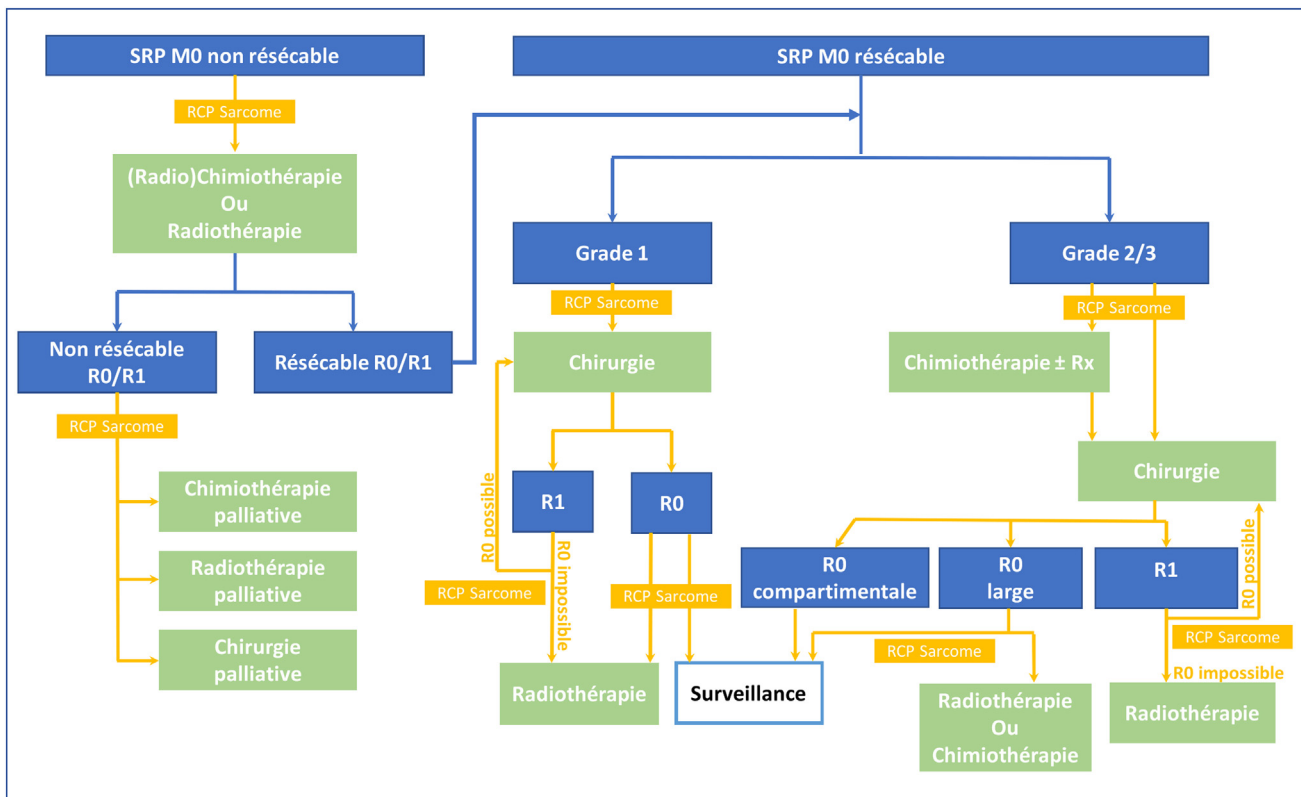 SRP M0 non résécable
SRP M0 résécable
RCP Sarcome
(Radio)Chimiothérapie
Ou
Radiothérapie
Grade 1
Grade 2/3
RCP Sarcome
RCP Sarcome
Non résécable
R0/R1
Résécable R0/R1
Chirurgie
Chimiothérapie ± Rx
RCP Sarcome
Chimiothérapie
palliative
Radiothérapie
palliative
Chirurgie
palliative
R0 possible
R1
R0
R0 impossible
RCP Sarcome
RCP Sarcome
Radiothérapie
Surveillance
Chirurgie
R0
compartimentale
R0
large
R1
R0 possible
RCP Sarcome
RCP Sarcome
R0 impossible
Radiothérapie
Ou
Chimiothérapie
Radiothérapie